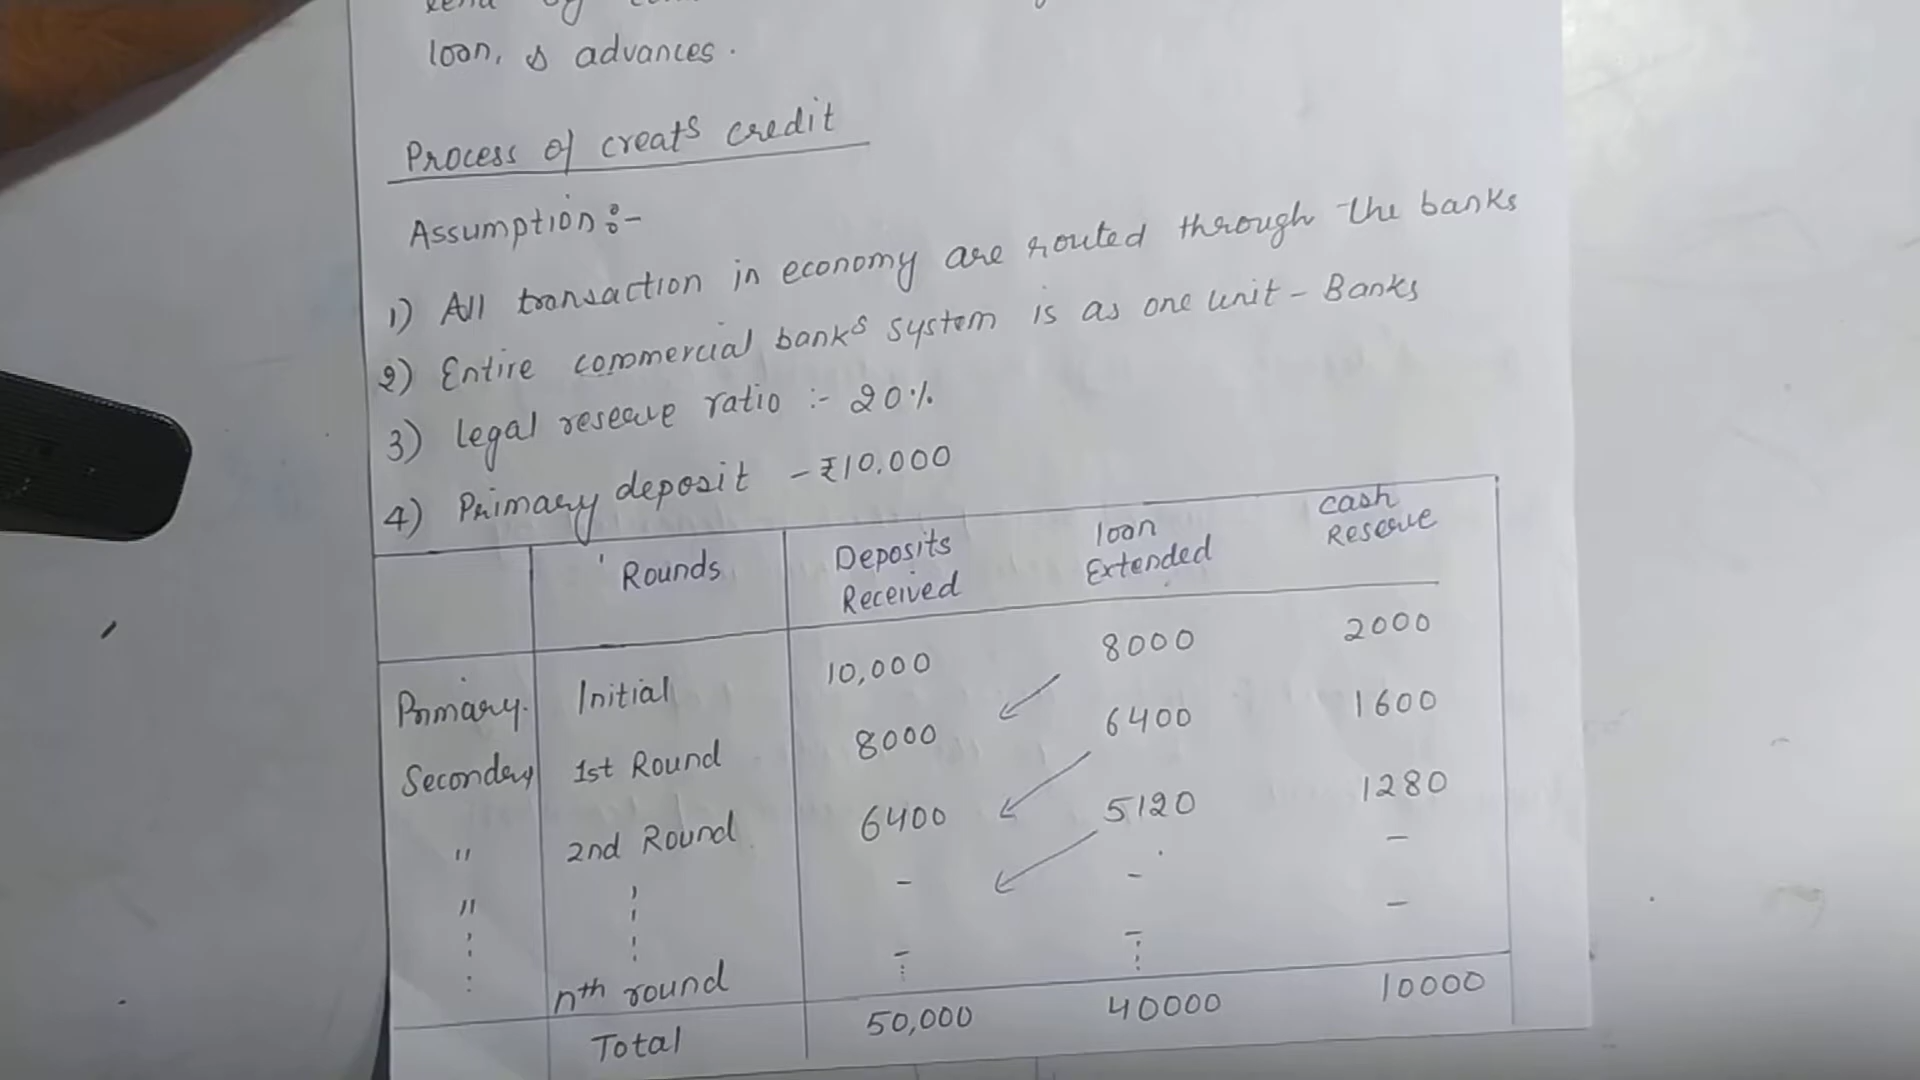 loan, & advances.
Process of creats credit
Assumption :-
1) All transaction in economy are routed through the banks
2) Entire commercial banks system is as one unit - Banks
3) legal reserve ratio :- 20%
4) Primary deposit - ₹10,000
Rounds Deposits Received loan Extended cash Reserve
Primary Initial 10,000 8000 2000
Secondary 1st Round 8000 6400 1600
" 2nd Round 6400 5120 1280
" - - -
nth round - - -
Total 50,000 40000 10000